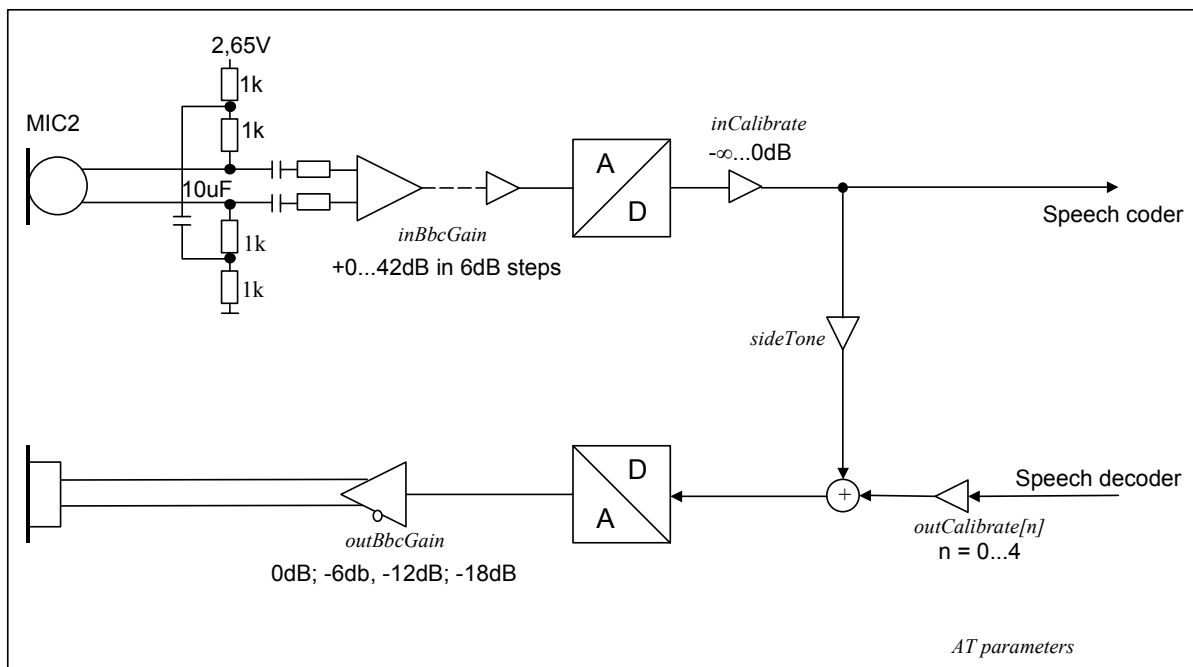 2,65V
1k
MIC2
1k
10uF
1k
1k
inBbcGain
+0...42dB in 6dB steps
A
D
inCalibrate
-∞...0dB
Speech coder
sideTone
D
A
+
Speech decoder
outCalibrate[n]
n = 0...4
outBbcGain
0dB; -6db, -12dB; -18dB
AT parameters